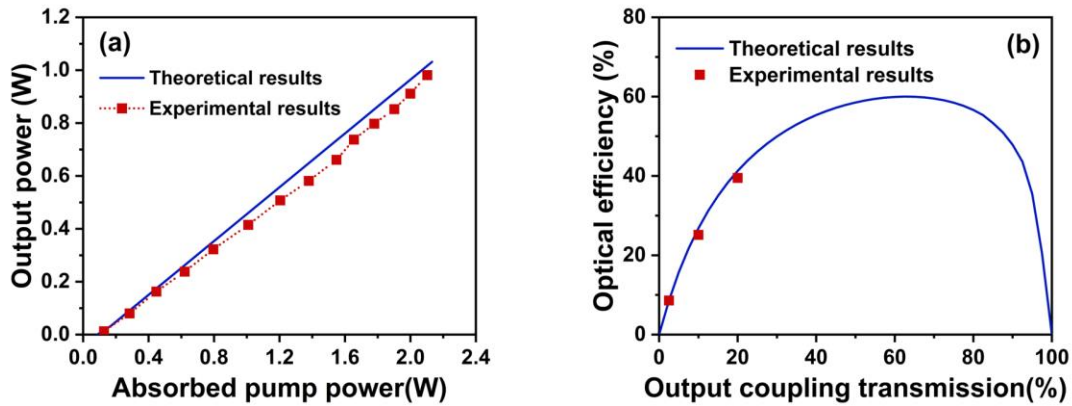 (a)
Theoretical results
Experimental results
Output power (W)
1.2
1.0
0.8
0.6
0.4
0.2
0.0
0.0 0.4 0.8 1.2 1.6 2.0 2.4
Absorbed pump power(W)
(b)
Theoretical results
Experimental results
Optical efficiency (%)
80
60
40
20
0
0 20 40 60 80 100
Output coupling transmission(%)